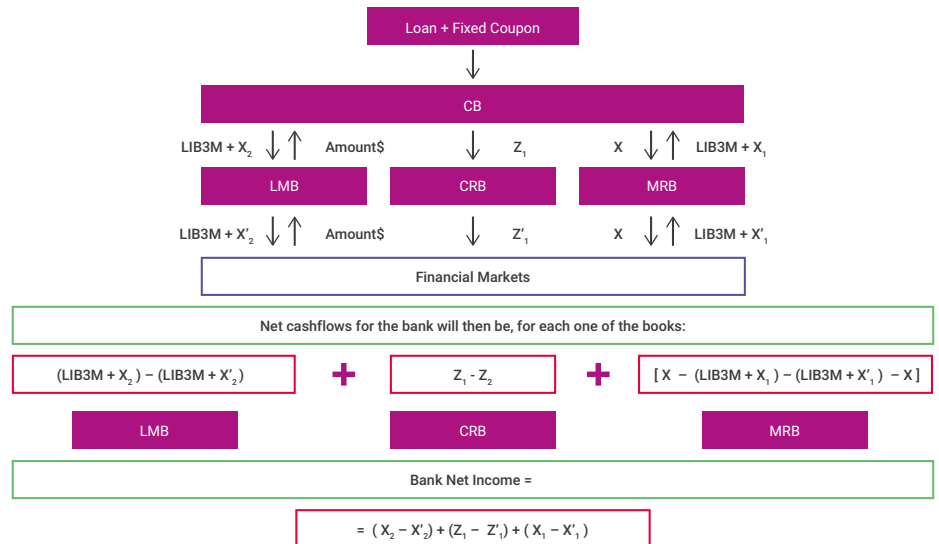 Loan + Fixed Coupon
CB
LIB3M + X₂ Amount$ Z₁ X LIB3M + X₁
LMB CRB MRB
LIB3M + X'₂ Amount$ Z'₁ X LIB3M + X'₁
Financial Markets
Net cashflows for the bank will then be, for each one of the books:
(LIB3M + X₂ ) – (LIB3M + X'₂ ) + Z₁ - Z₂ + [ X – (LIB3M + X₁ ) – (LIB3M + X'₁ ) – X ]
LMB CRB MRB
Bank Net Income =
= ( X₂ – X'₂) + (Z₁ – Z'₁) + ( X₁ – X'₁ )